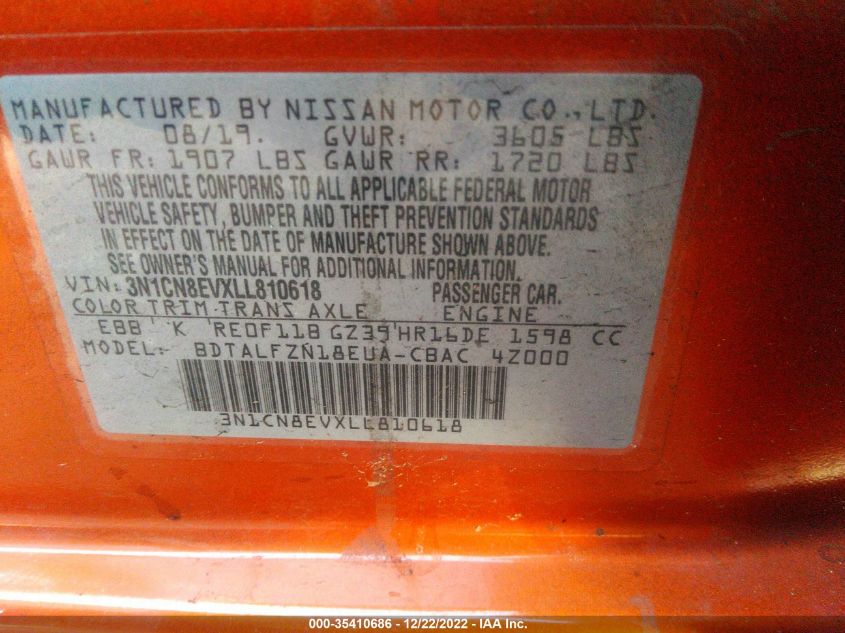 MANUFACTURED BY NISSAN MOTOR CO., LTD.
DATE: 08/19. GVWR: 3605 LBS
GAWR FR: 1907 LBS GAWR RR: 1720 LBS
THIS VEHICLE CONFORMS TO ALL APPLICABLE FEDERAL MOTOR
VEHICLE SAFETY, BUMPER AND THEFT PREVENTION STANDARDS
IN EFFECT ON THE DATE OF MANUFACTURE SHOWN ABOVE.
SEE OWNER'S MANUAL FOR ADDITIONAL INFORMATION.
VIN: 3N1CN8EVXLL810618 PASSENGER CAR.
COLOR TRIM TRANS AXLE ENGINE
EBB K RE0F11B GZ39 HR16DE 1598 CC
MODEL:- BDTALFZN18EUA-CBAC 4Z000
3N1CN8EVXLL810618
000-35410686 - 12/22/2022 - IAA Inc.